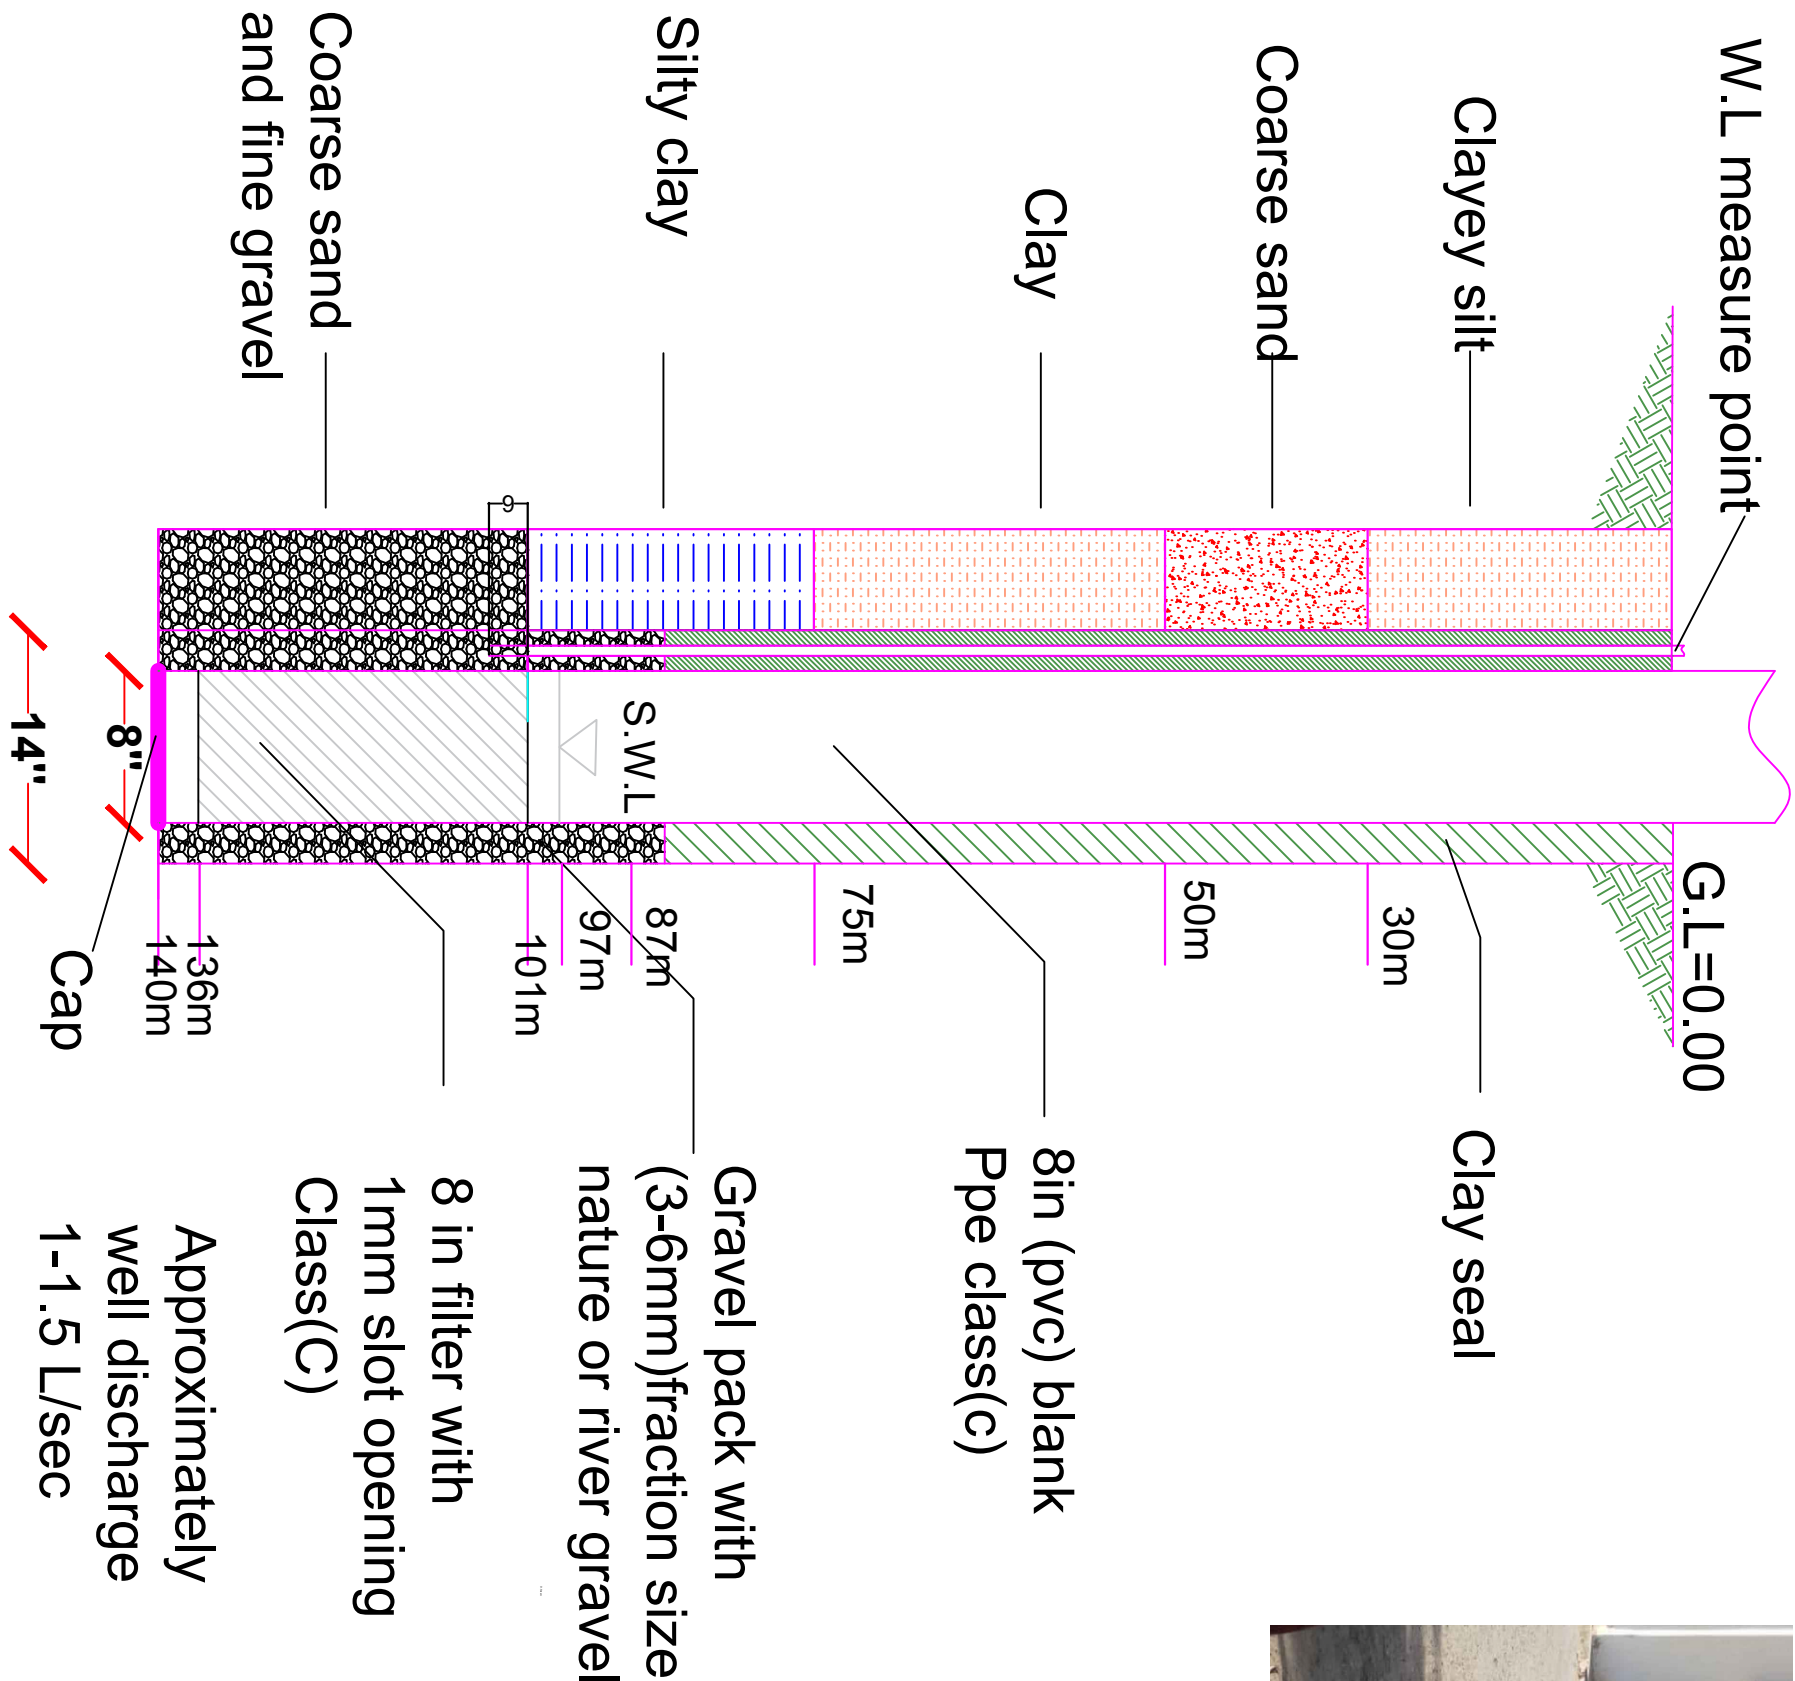 W.L measure point
G.L=0.00
Clayey silt
30m
Clay seal
Coarse sand
50m
Clay
75m
8in (pvc) blank
Ppe class(c)
Silty clay
S.W.L
87m
97m
Gravel pack with
(3-6mm)fraction size
nature or river gravel
9
101m
8 in filter with
1mm slot opening
Class(C)
Coarse sand
and fine gravel
136m
140m
Cap
8"
14"
Approximately
well discharge
1-1.5 L/sec